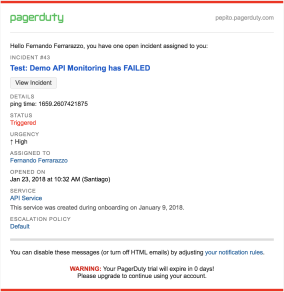 pagerduty
pepito.pagerduty.com
Hello Fernando Ferrarazzo, you have one open incident assigned to you:
INCIDENT #43
Test: Demo API Monitoring has FAILED
View Incident
DETAILS
ping time: 1659.2607421875
STATUS
Triggered
URGENCY
↑ High
ASSIGNED TO
Fernando Ferrarazzo
OPENED ON
Jan 23, 2018 at 10:32 AM (Santiago)
SERVICE
API Service
This service was created during onboarding on January 9, 2018.
ESCALATION POLICY
Default
You can disable these messages (or turn off HTML emails) by adjusting your notification rules.
WARNING: Your PagerDuty trial will expire in 0 days!
Please upgrade to continue using your account.